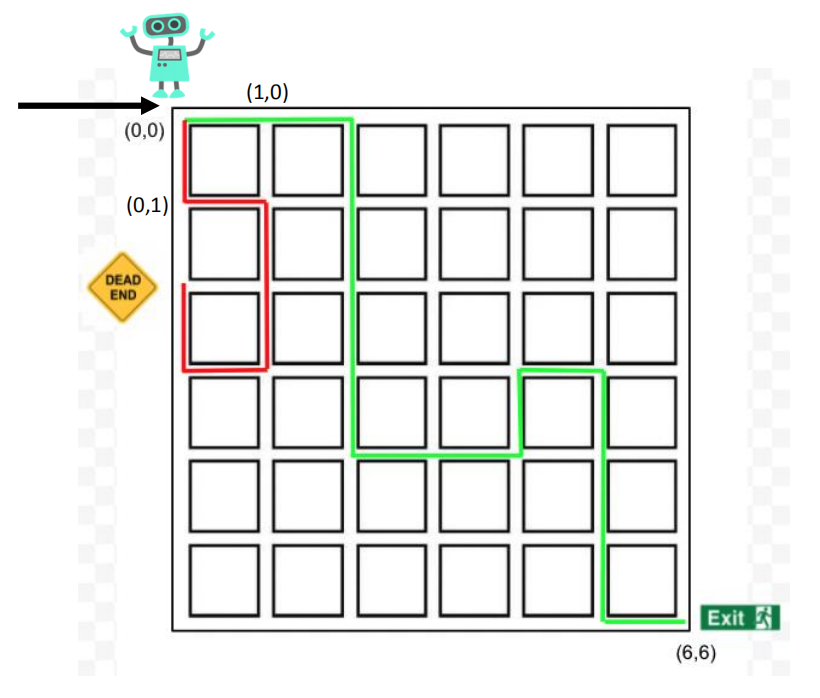 (1,0)
(0,0)
(0,1)
DEAD
END
Exit
(6,6)